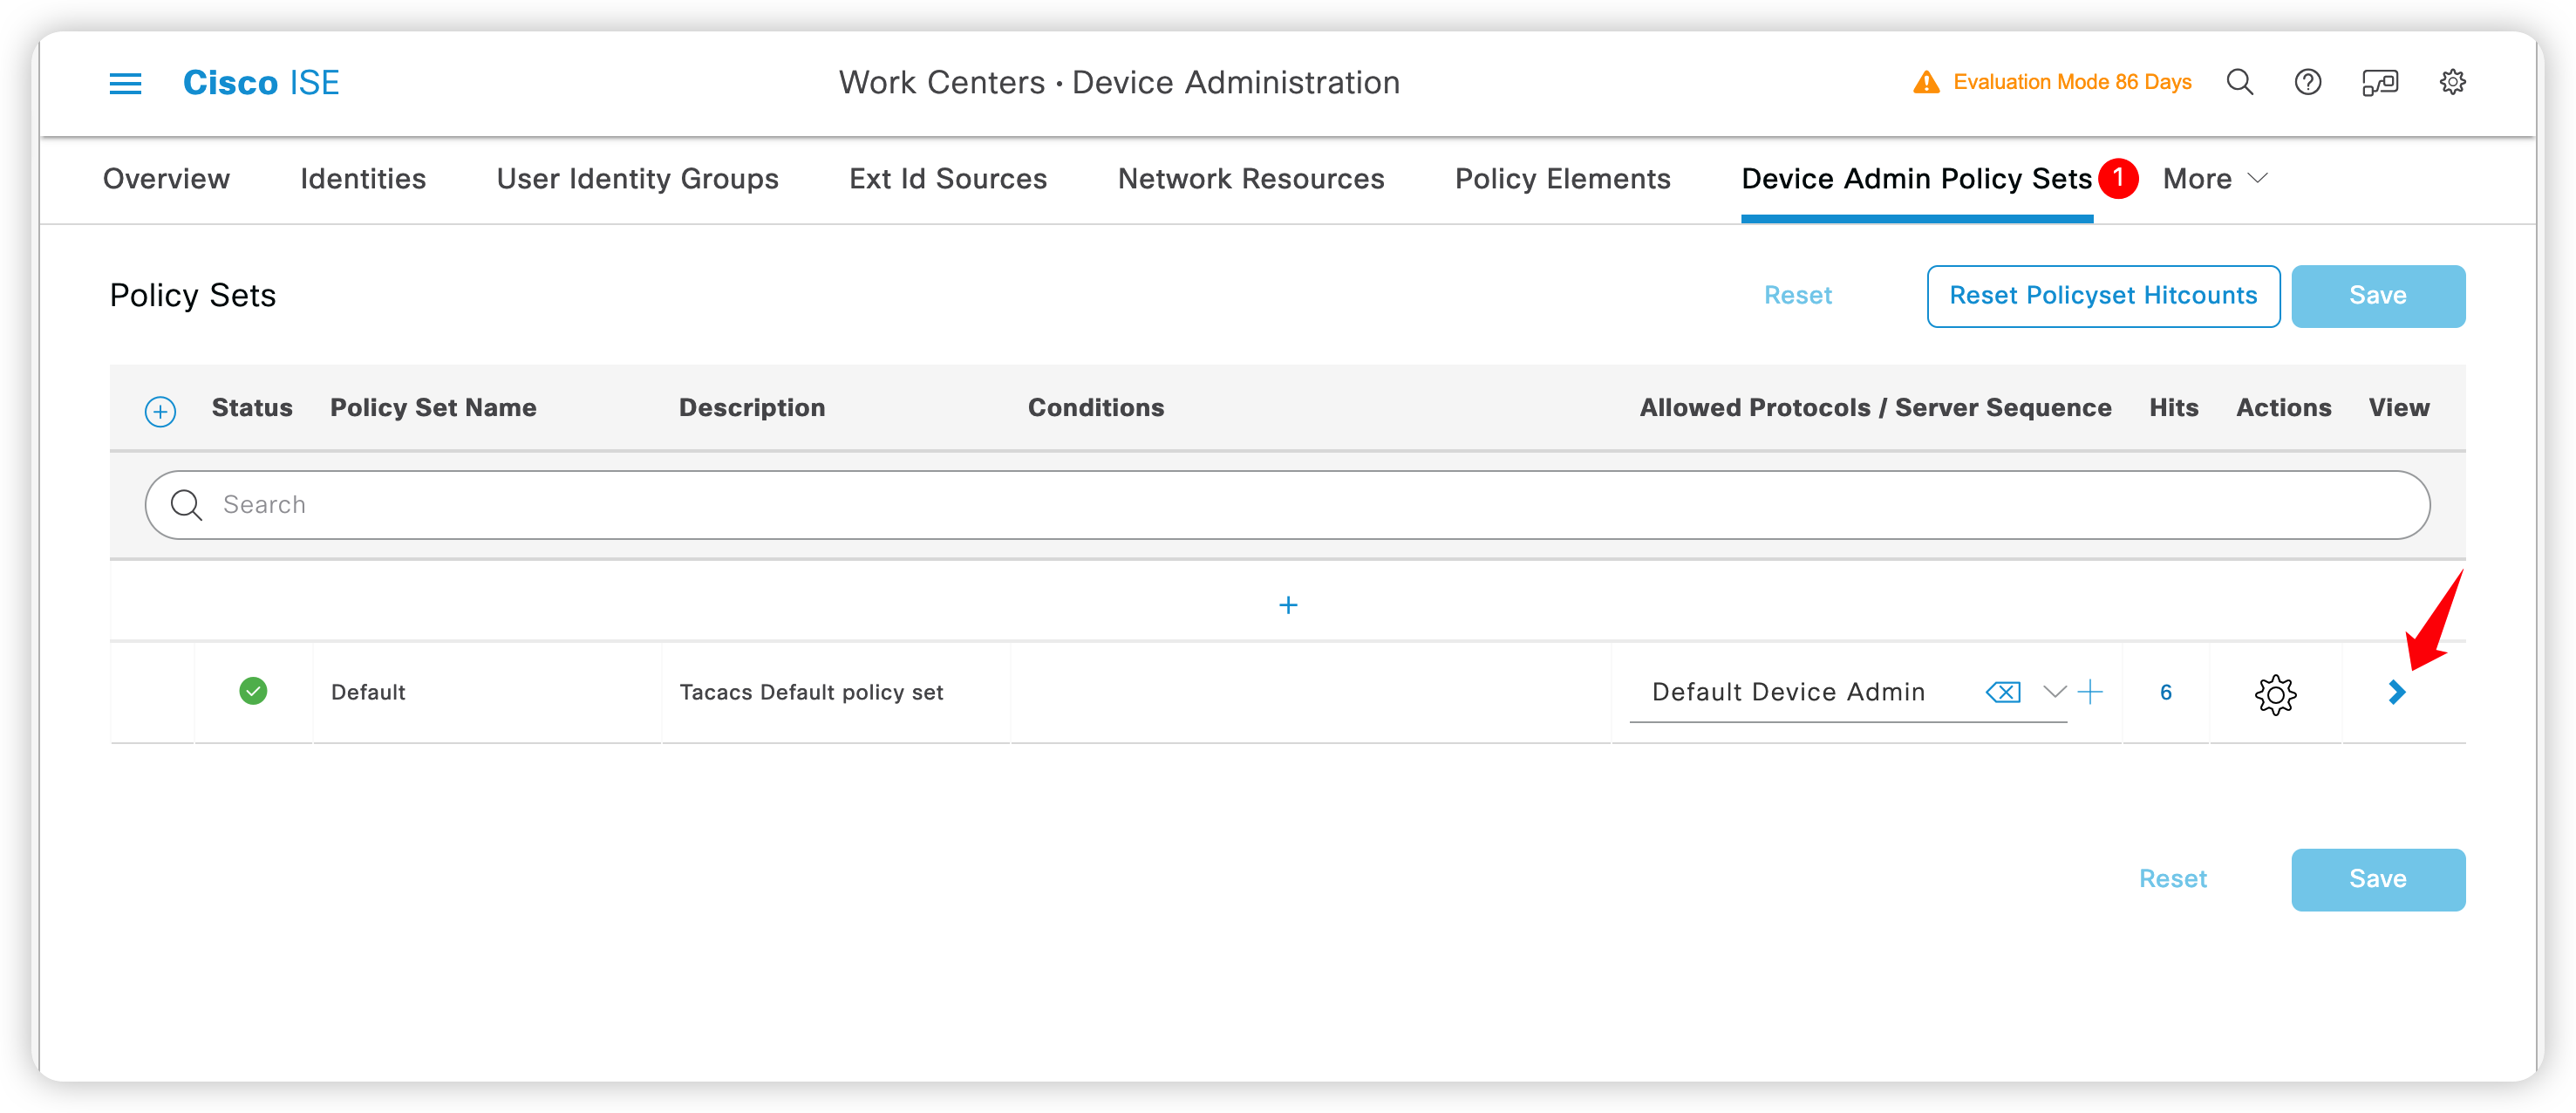 Cisco ISE
Work Centers · Device Administration
Evaluation Mode 86 Days
Overview
Identities
User Identity Groups
Ext Id Sources
Network Resources
Policy Elements
Device Admin Policy Sets
1
More
Policy Sets
Reset
Reset Policyset Hitcounts
Save
Status
Policy Set Name
Description
Conditions
Allowed Protocols / Server Sequence
Hits
Actions
View
Search
Default
Tacacs Default policy set
Default Device Admin
6
Reset
Save